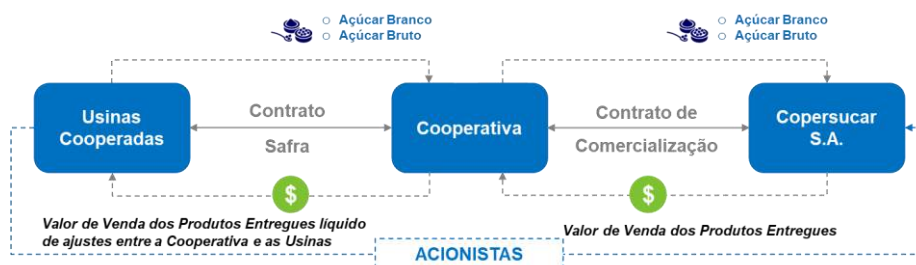 ○ Açúcar Branco
○ Açúcar Bruto
○ Açúcar Branco
○ Açúcar Bruto
Usinas
Cooperadas
Contrato
Safra
Cooperativa
Contrato de
Comercialização
Copersucar
S.A.
$
$
Valor de Venda dos Produtos Entregues líquido
de ajustes entre a Cooperativa e as Usinas
Valor de Venda dos Produtos Entregues
ACIONISTAS